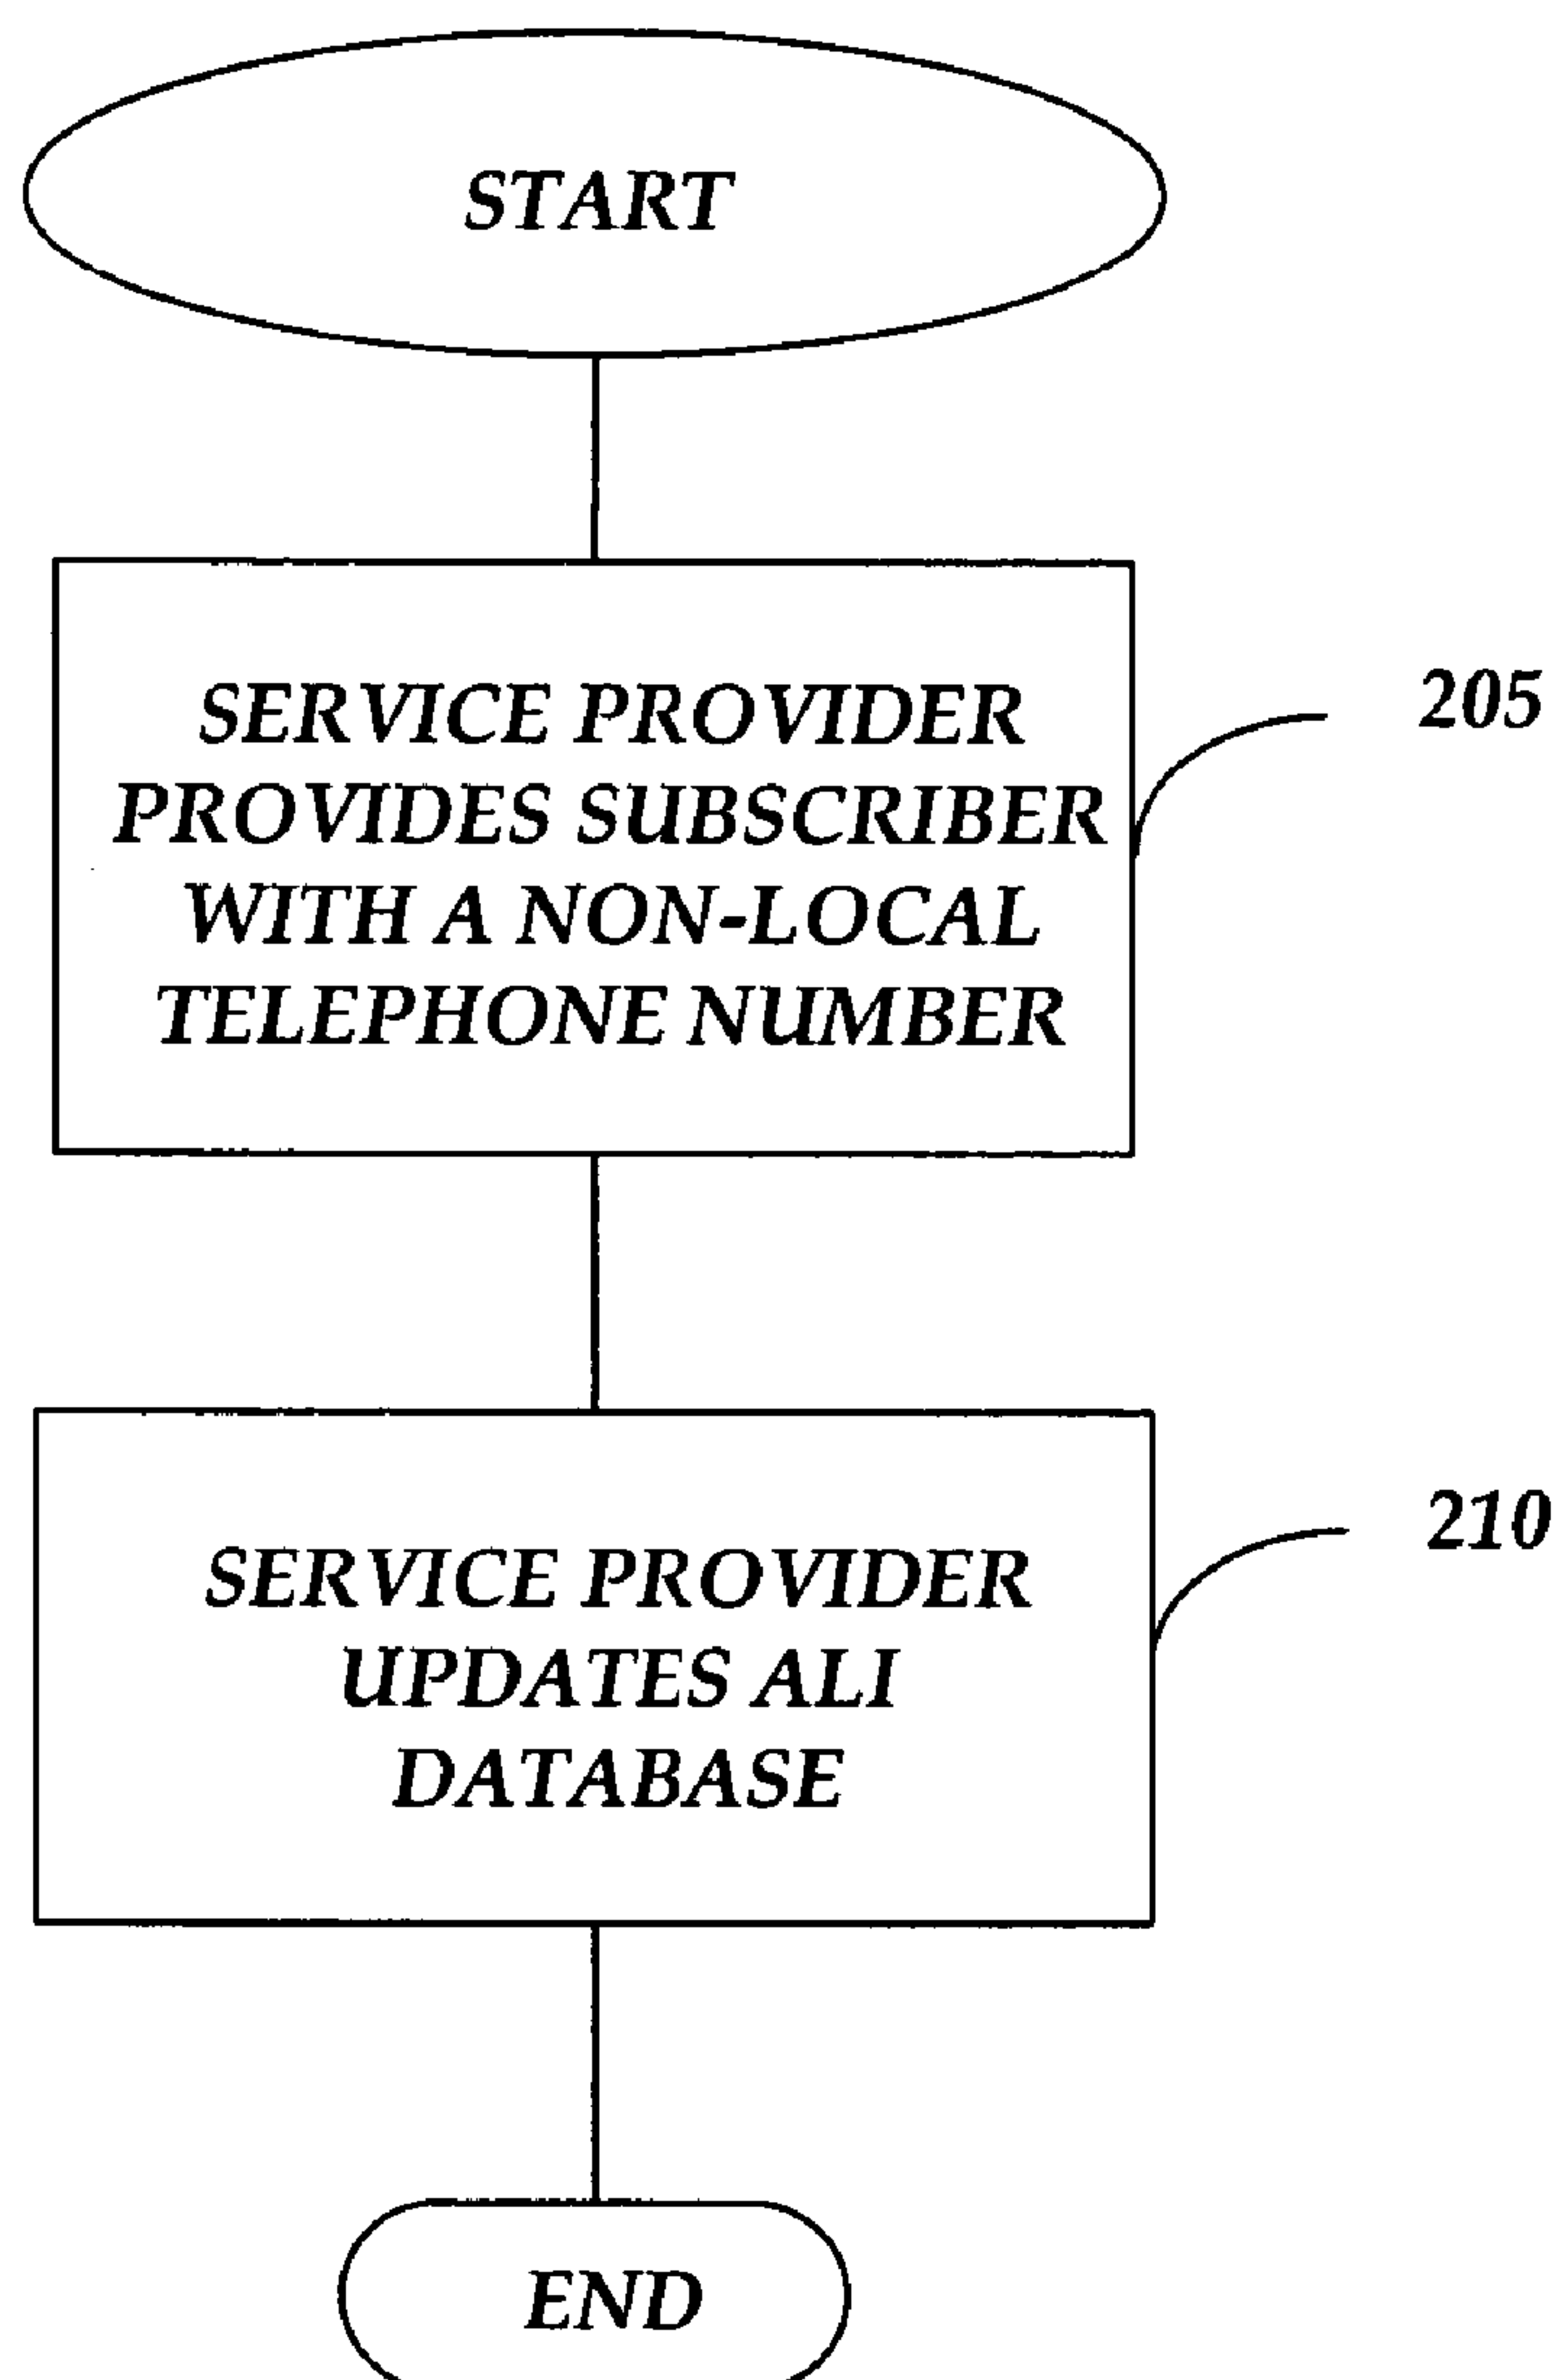 START
SERVICE PROVIDER
PROVIDES SUBSCRIBER
WITH A NON-LOCAL
TELEPHONE NUMBER
205
SERVICE PROVIDER
UPDATES ALI
DATABASE
210
END